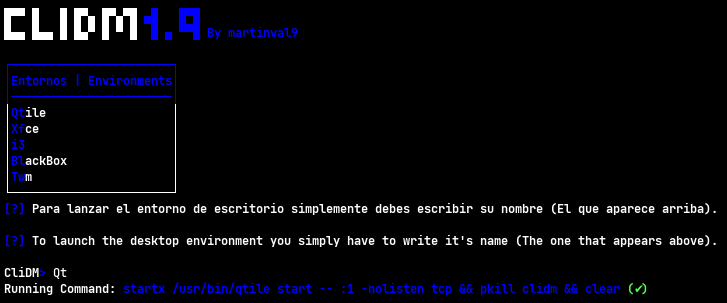 CLIDM 1.9 By martinval9
Entornos | Environments
Qtile
Xfce
i3
BlackBox
Twm
[?] Para lanzar el entorno de escritorio simplemente debes escribir su nombre (El que aparece arriba).
[?] To launch the desktop environment you simply have to write it's name (The one that appears above).
CliDM> Qt
Running Command: startx /usr/bin/qtile start -- :1 -nolisten tcp && pkill clidm && clear (✓)